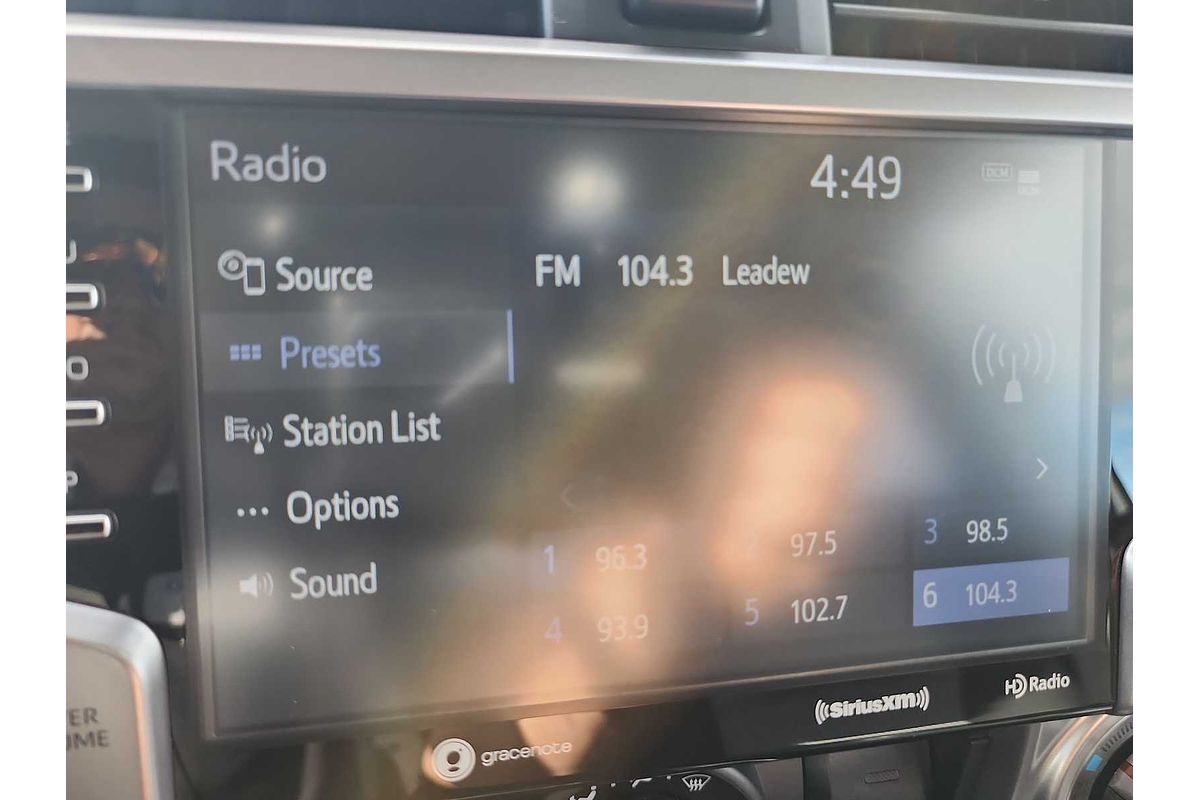 Radio 4:49 DCM
Source
FM 104.3 Leadew
Presets
Station List
Options
Sound
1 96.3 2 97.5 3 98.5
4 93.9 5 102.7 6 104.3
((SiriusXM)) HD Radio
gracenote
U
O
P